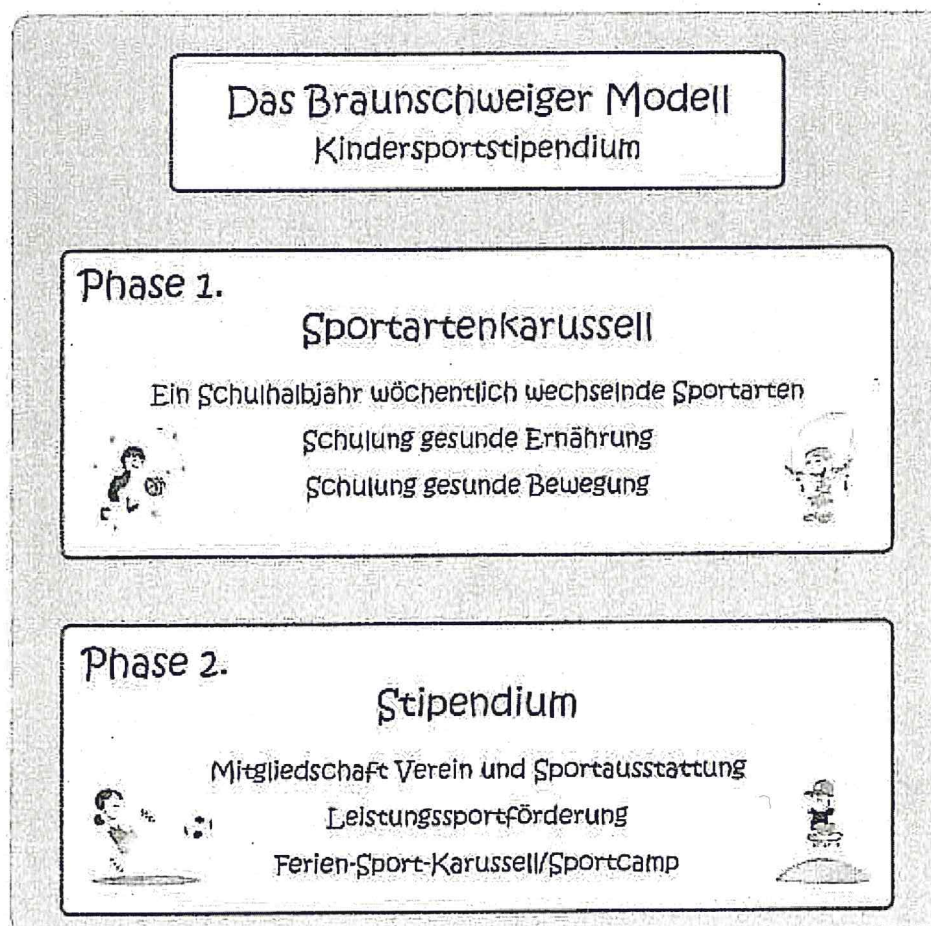 Das Braunschweiger Modell
Kindersportstipendium
Phase 1.
Sportartenkarussell
Ein Schulhalbjahr wöchentlich wechselnde Sportarten
Schulung gesunde Ernährung
Schulung gesunde Bewegung
Phase 2.
Stipendium
Mitgliedschaft Verein und Sportausstattung
Leistungssportförderung
Ferien-Sport-Karussell/Sportcamp